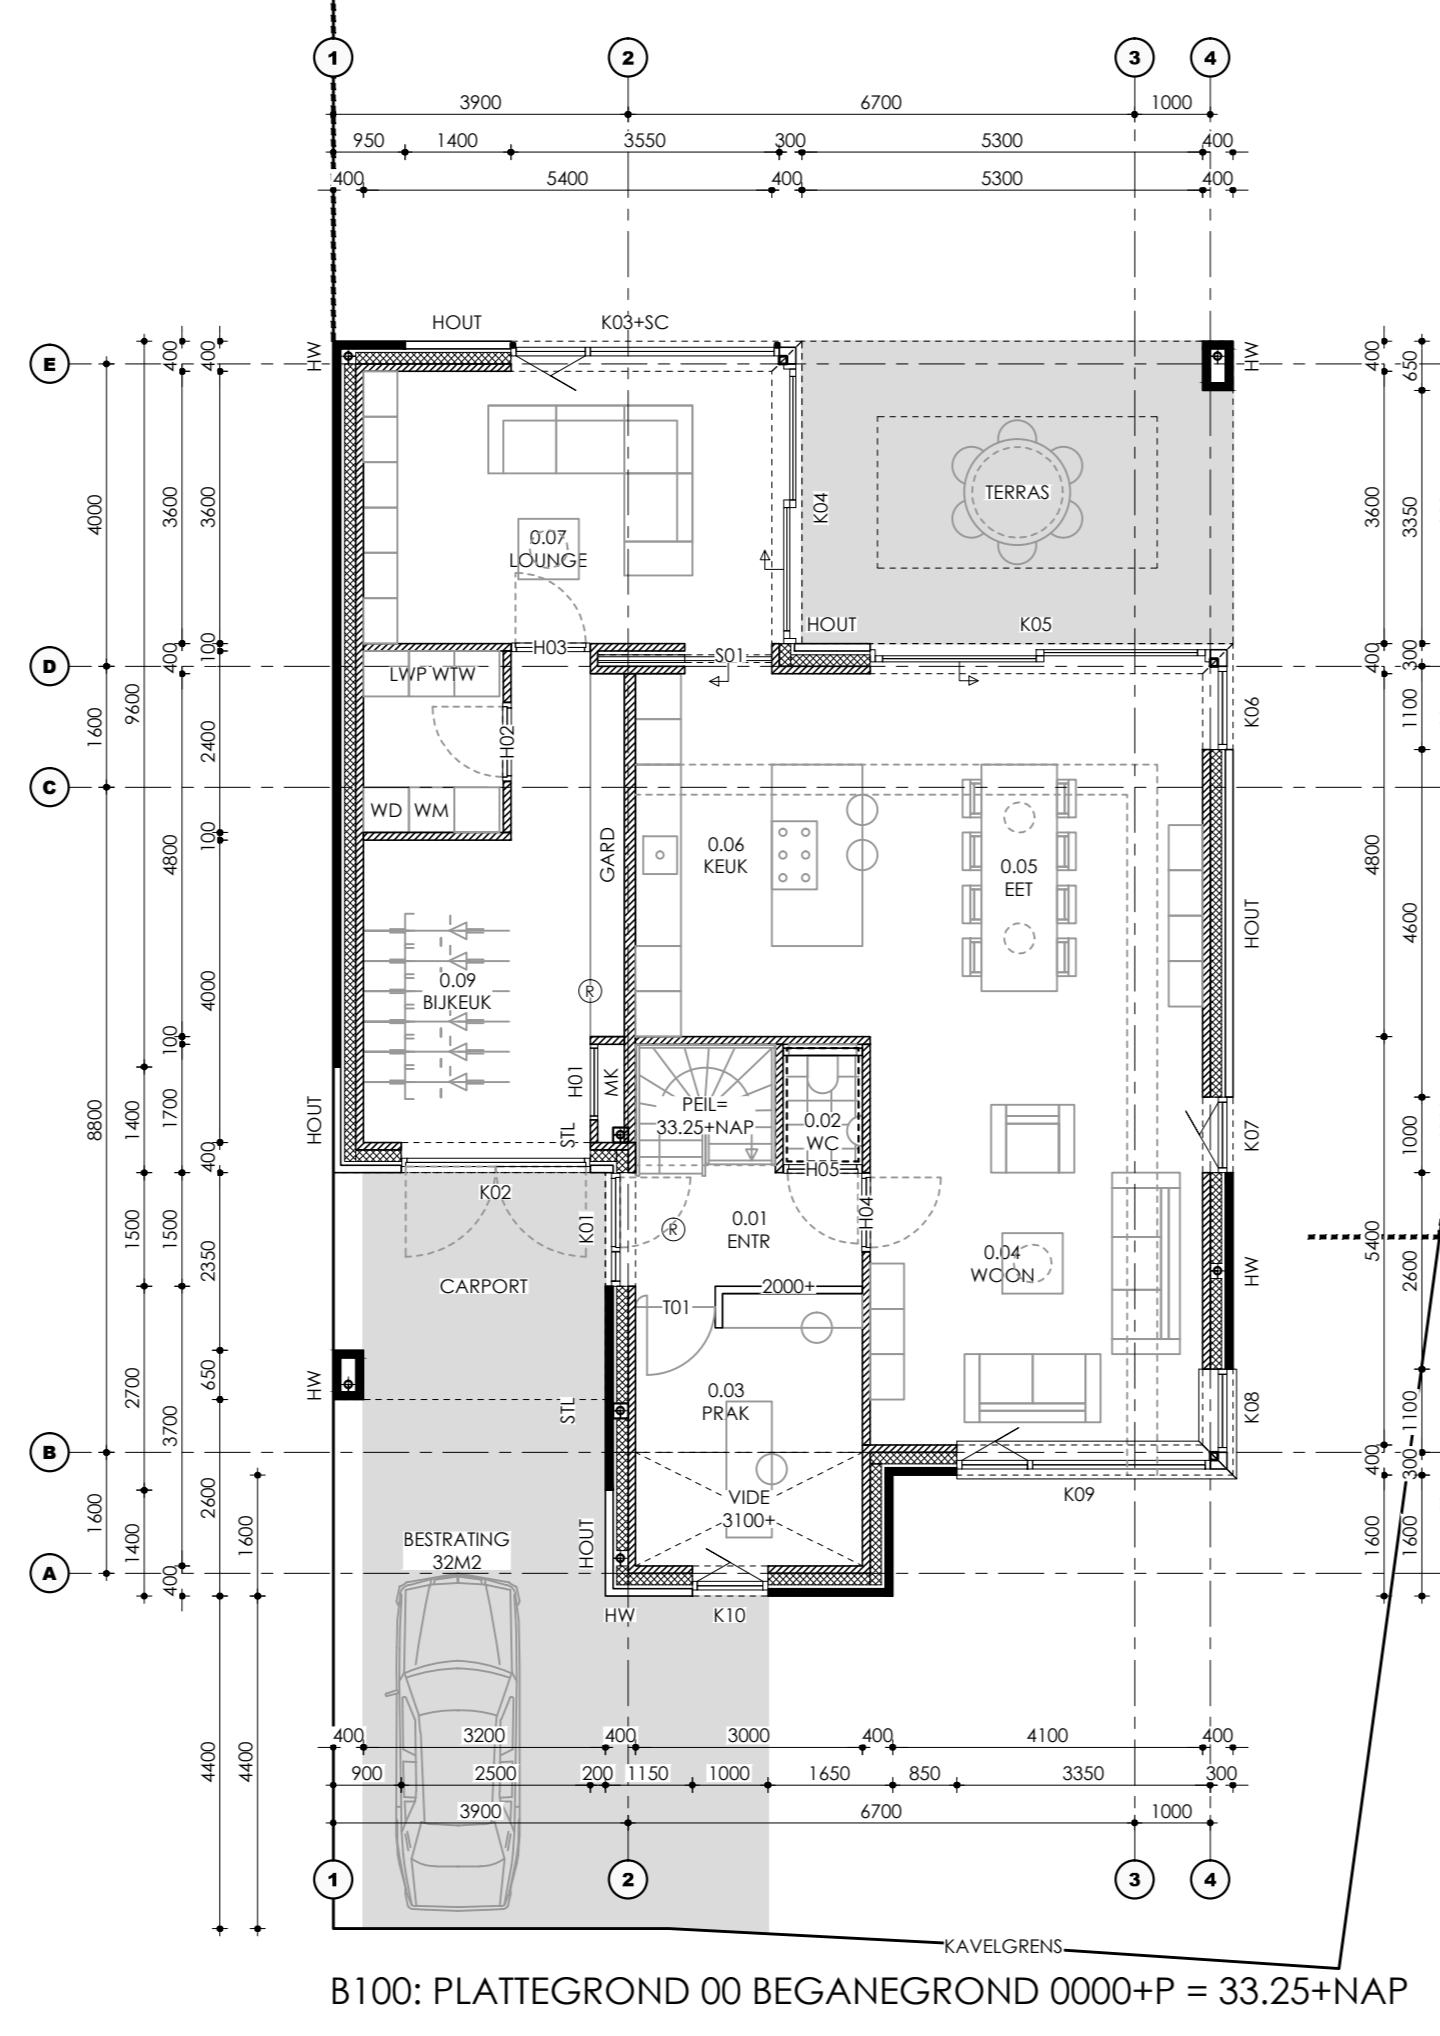 1 2 3 4
3900 6700 1000
950 1400 3550 300 5300 400
400 5400 400 5300 400
HOUT K03+SC
HW HW
E
D
C
B
A
4000
1600
8800
1600
9600
1400
1500
2700
1400
400
3600
400
4800
100
1700
400
1500
3700
400
400
3600
100
2400
100
4000
2350
650
2600
4400
1600
4400
400
3600
400
4800
5400
400
1600
650
3350
300
1100
4600
1000
2600
1100
300
1600
TERRAS
K04
0.07
LOUNGE
HOUT K05
H03
S01
LWP WTW
H02
K06
WD WM
GARD
0.06
KEUK
0.05
EET
HOUT
0.09
BIJKEUK
R
H01
MK
STL
HOUT
PEIL=
33.25+NAP
0.02
WC
H05
K07
K02
K01
R
0.01
ENTR
H04
0.04
WOON
HW
CARPORT
T01
2000+
HW
STL
0.03
PRAK
K08
VIDE
3100+
K09
BESTRATING
32M2
HOUT
HW K10
400 3200 400 3000 400 4100 400
900 2500 200 1150 1000 1650 850 3350 300
3900 6700 1000
1 2 3 4
KAVELGRENS
B100: PLATTEGROND 00 BEGANEGROND 0000+P = 33.25+NAP